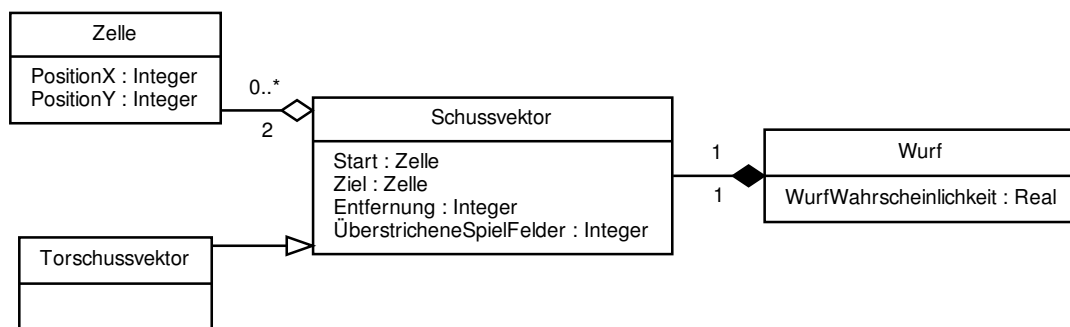 Zelle
PositionX : Integer
PositionY : Integer
0..*
2
Schussvektor
Start : Zelle
Ziel : Zelle
Entfernung : Integer
ÜberstricheneSpielFelder : Integer
1
1
Wurf
WurfWahrscheinlichkeit : Real
Torschussvektor